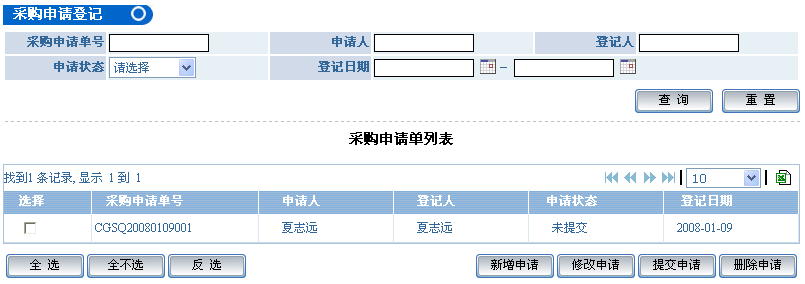 采购申请登记
采购申请单号 申请人 登记人
申请状态 请选择 登记日期 –
查 询 重 置
采购申请单列表
找到1 条记录, 显示 1 到 1 10
选择 采购申请单号 申请人 登记人 申请状态 登记日期
CGSQ20080109001 夏志远 夏志远 未提交 2008-01-09
全 选 全不选 反 选 新增申请 修改申请 提交申请 删除申请